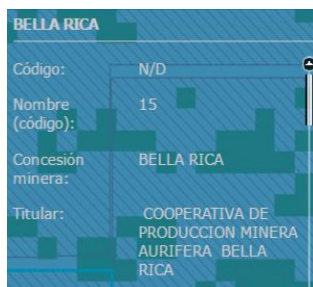 BELLA RICA
Código: N/D
Nombre (código): 15
Concesión minera: BELLA RICA
Titular: COOPERATIVA DE
PRODUCCION MINERA
AURIFERA BELLA
RICA